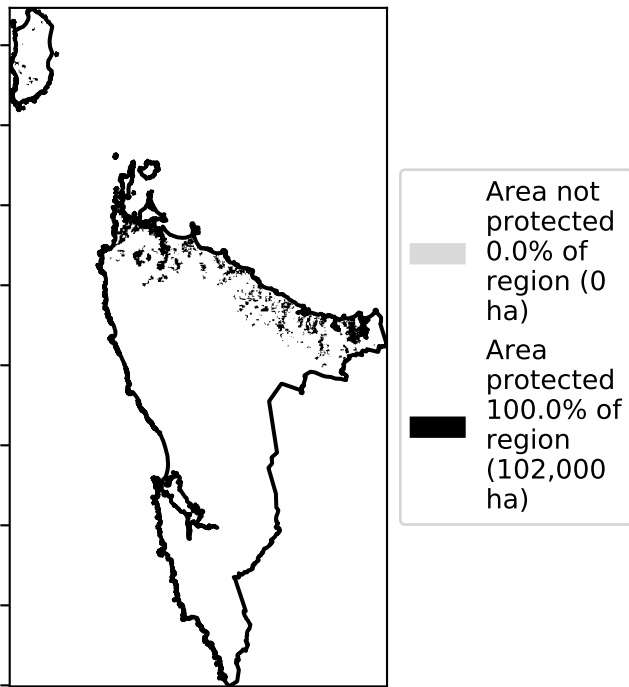 Area not
protected
0.0% of
region (0
ha)
Area
protected
100.0% of
region
(102,000
ha)